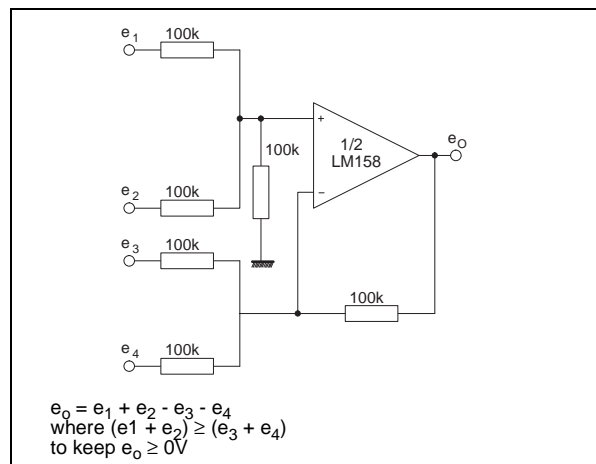 e1
100k
e2
100k
100k
+
1/2
LM158
−
eO
e3
100k
e4
100k
100k
eo = e1 + e2 - e3 - e4
where (e1 + e2) ≥ (e3 + e4)
to keep eo ≥ 0V